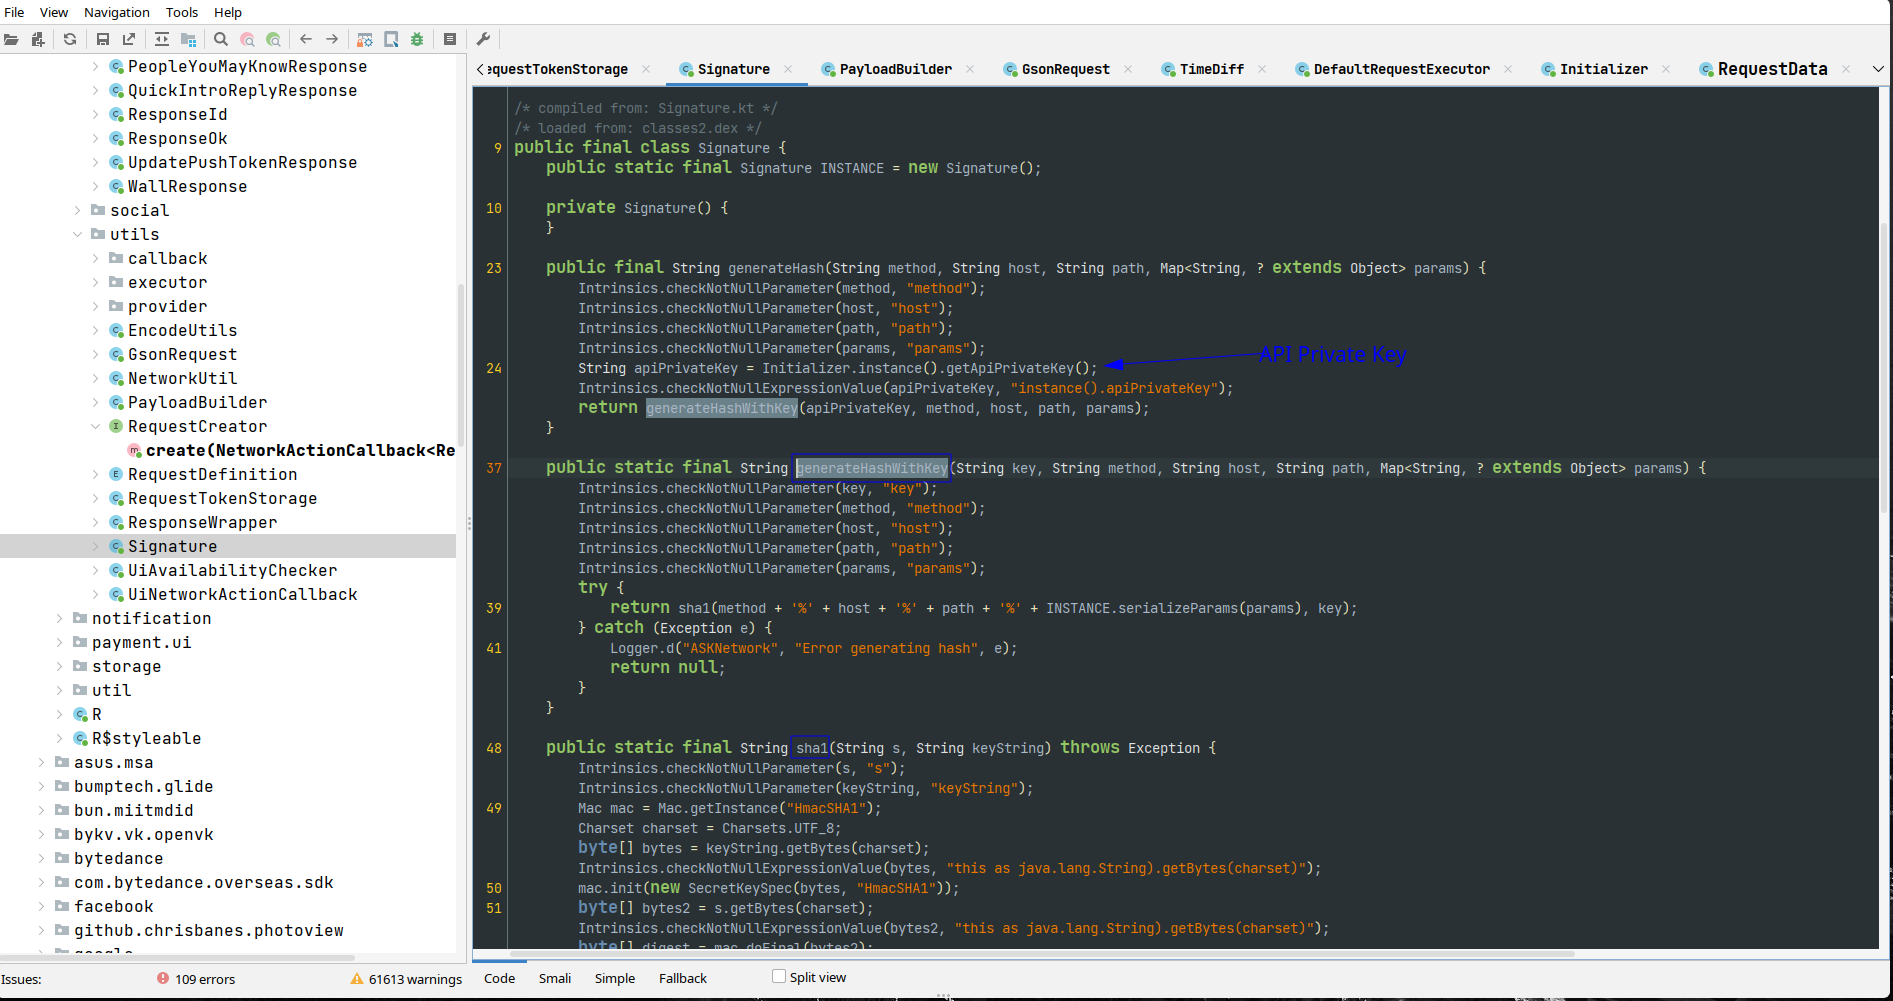 File View Navigation Tools Help
PeopleYouMayKnowResponse
QuickIntroReplyResponse
ResponseId
ResponseOk
UpdatePushTokenResponse
WallResponse
social
utils
callback
executor
provider
EncodeUtils
GsonRequest
NetworkUtil
PayloadBuilder
RequestCreator
create(NetworkActionCallback<Re
RequestDefinition
RequestTokenStorage
ResponseWrapper
Signature
UiAvailabilityChecker
UiNetworkActionCallback
notification
payment.ui
storage
util
R
R$styleable
asus.msa
bumptech.glide
bun.miitmdid
bykv.vk.openvk
bytedance
com.bytedance.overseas.sdk
facebook
github.chrisbanes.photoview
equestTokenStorage Signature PayloadBuilder GsonRequest TimeDiff DefaultRequestExecutor Initializer RequestData
/* compiled from: Signature.kt */
/* loaded from: classes2.dex */
9 public final class Signature {
public static final Signature INSTANCE = new Signature();
10 private Signature() {
}
23 public final String generateHash(String method, String host, String path, Map<String, ? extends Object> params) {
Intrinsics.checkNotNullParameter(method, "method");
Intrinsics.checkNotNullParameter(host, "host");
Intrinsics.checkNotNullParameter(path, "path");
Intrinsics.checkNotNullParameter(params, "params");
API Private Key
24 String apiPrivateKey = Initializer.instance().getApiPrivateKey();
Intrinsics.checkNotNullExpressionValue(apiPrivateKey, "instance().apiPrivateKey");
return generateHashWithKey(apiPrivateKey, method, host, path, params);
}
37 public static final String generateHashWithKey(String key, String method, String host, String path, Map<String, ? extends Object> params) {
Intrinsics.checkNotNullParameter(key, "key");
Intrinsics.checkNotNullParameter(method, "method");
Intrinsics.checkNotNullParameter(host, "host");
Intrinsics.checkNotNullParameter(path, "path");
Intrinsics.checkNotNullParameter(params, "params");
try {
39 return sha1(method + '%' + host + '%' + path + '%' + INSTANCE.serializeParams(params), key);
} catch (Exception e) {
41 Logger.d("ASKNetwork", "Error generating hash", e);
return null;
}
}
48 public static final String sha1(String s, String keyString) throws Exception {
Intrinsics.checkNotNullParameter(s, "s");
Intrinsics.checkNotNullParameter(keyString, "keyString");
49 Mac mac = Mac.getInstance("HmacSHA1");
Charset charset = Charsets.UTF_8;
byte[] bytes = keyString.getBytes(charset);
Intrinsics.checkNotNullExpressionValue(bytes, "this as java.lang.String).getBytes(charset)");
50 mac.init(new SecretKeySpec(bytes, "HmacSHA1"));
51 byte[] bytes2 = s.getBytes(charset);
Intrinsics.checkNotNullExpressionValue(bytes2, "this as java.lang.String).getBytes(charset)");
byte[] digest = mac.doFinal(bytes2);
Issues: 109 errors 61613 warnings Code Smali Simple Fallback Split view